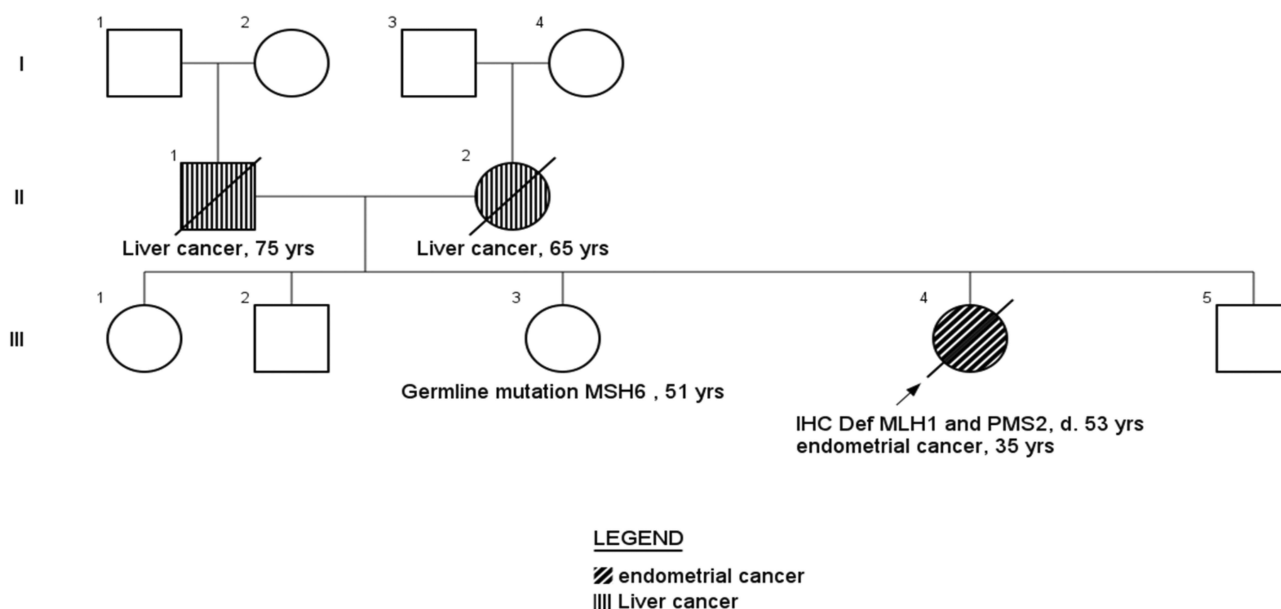 1 2 3 4
I
1 2
II
Liver cancer, 75 yrs Liver cancer, 65 yrs
1 2 3 4 5
III
Germline mutation MSH6 , 51 yrs
IHC Def MLH1 and PMS2, d. 53 yrs
endometrial cancer, 35 yrs
LEGEND
endometrial cancer
Liver cancer